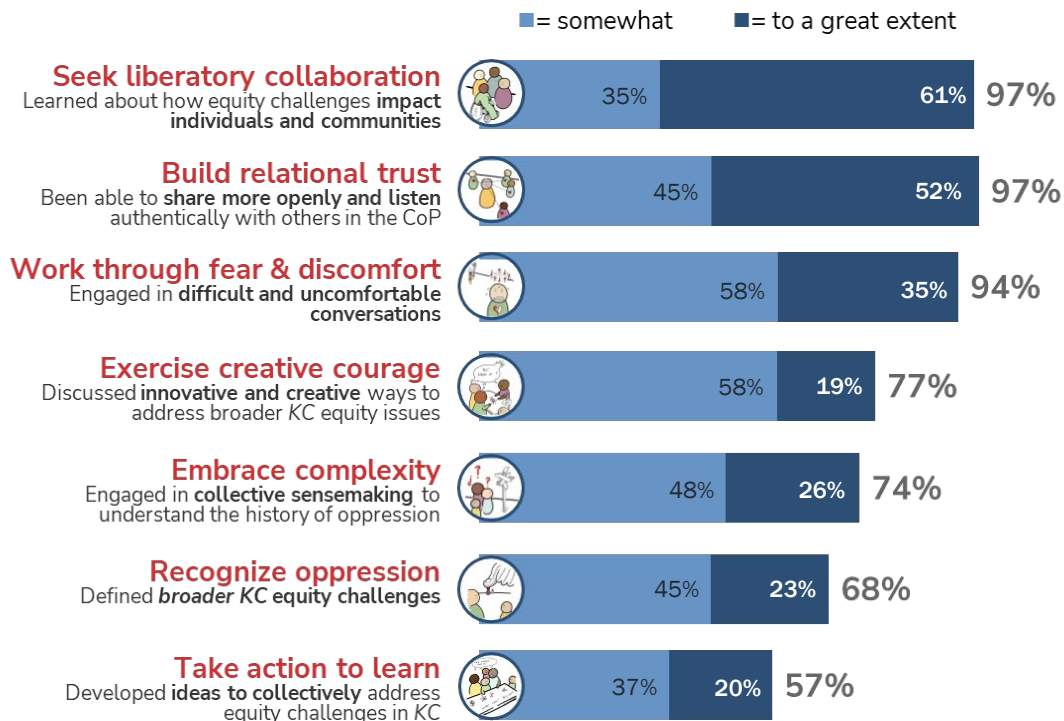 = somewhat = to a great extent
Seek liberatory collaboration
Learned about how equity challenges impact
individuals and communities
35% 61% 97%
Build relational trust
Been able to share more openly and listen
authentically with others in the CoP
45% 52% 97%
Work through fear & discomfort
Engaged in difficult and uncomfortable
conversations
58% 35% 94%
Exercise creative courage
Discussed innovative and creative ways to
address broader KC equity issues
58% 19% 77%
Embrace complexity
Engaged in collective sensemaking to
understand the history of oppression
48% 26% 74%
Recognize oppression
Defined broader KC equity challenges
45% 23% 68%
Take action to learn
Developed ideas to collectively address
equity challenges in KC
37% 20% 57%